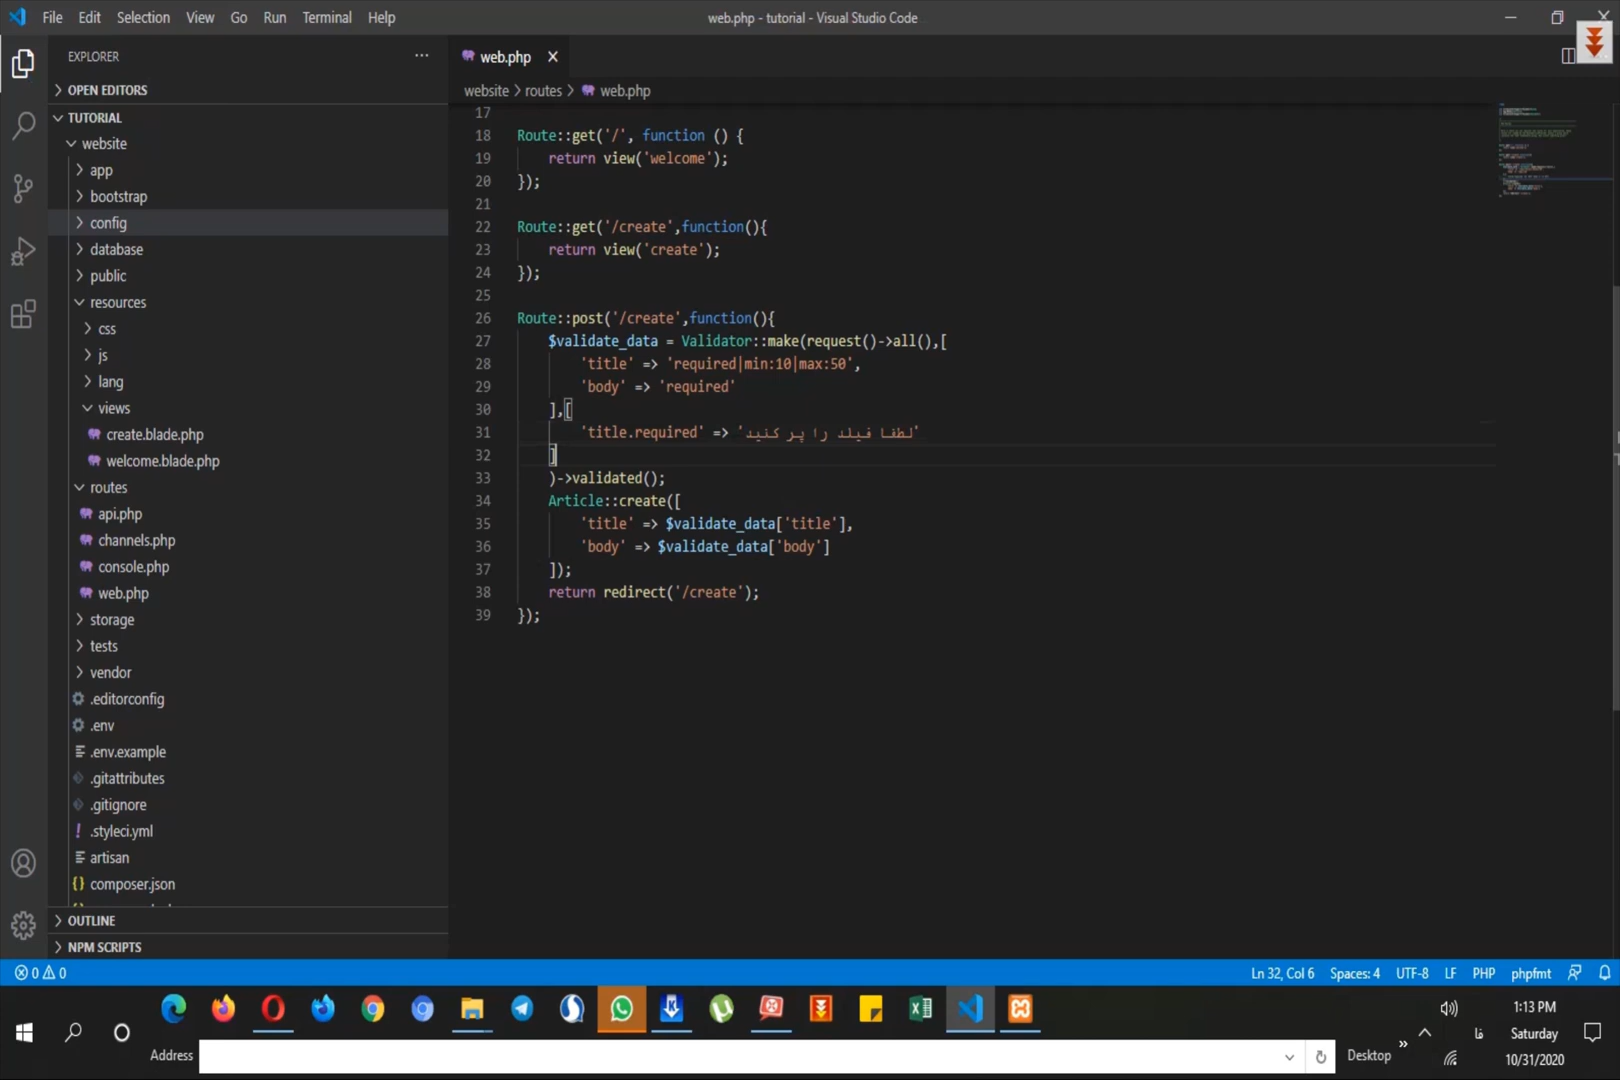 File Edit Selection View Go Run Terminal Help
web.php - tutorial - Visual Studio Code
EXPLORER
OPEN EDITORS
TUTORIAL
website
app
bootstrap
config
database
public
resources
css
js
lang
views
create.blade.php
welcome.blade.php
routes
api.php
channels.php
console.php
web.php
storage
tests
vendor
.editorconfig
.env
.env.example
.gitattributes
.gitignore
.styleci.yml
artisan
composer.json
OUTLINE
NPM SCRIPTS
web.php
website > routes > web.php
17
18 Route::get('/', function () {
19 return view('welcome');
20 });
21
22 Route::get('/create',function(){
23 return view('create');
24 });
25
26 Route::post('/create',function(){
27 $validate_data = Validator::make(request()->all(),[
28 'title' => 'required|min:10|max:50',
29 'body' => 'required'
30 ],[
31 'title.required' => 'لطفا فیلد را پر کنید'
32 ]
33 )->validated();
34 Article::create([
35 'title' => $validate_data['title'],
36 'body' => $validate_data['body']
37 ]);
38 return redirect('/create');
39 });
0 0
Ln 32, Col 6 Spaces: 4 UTF-8 LF PHP phpfmt
Address
Desktop
فا
1:13 PM
Saturday
10/31/2020